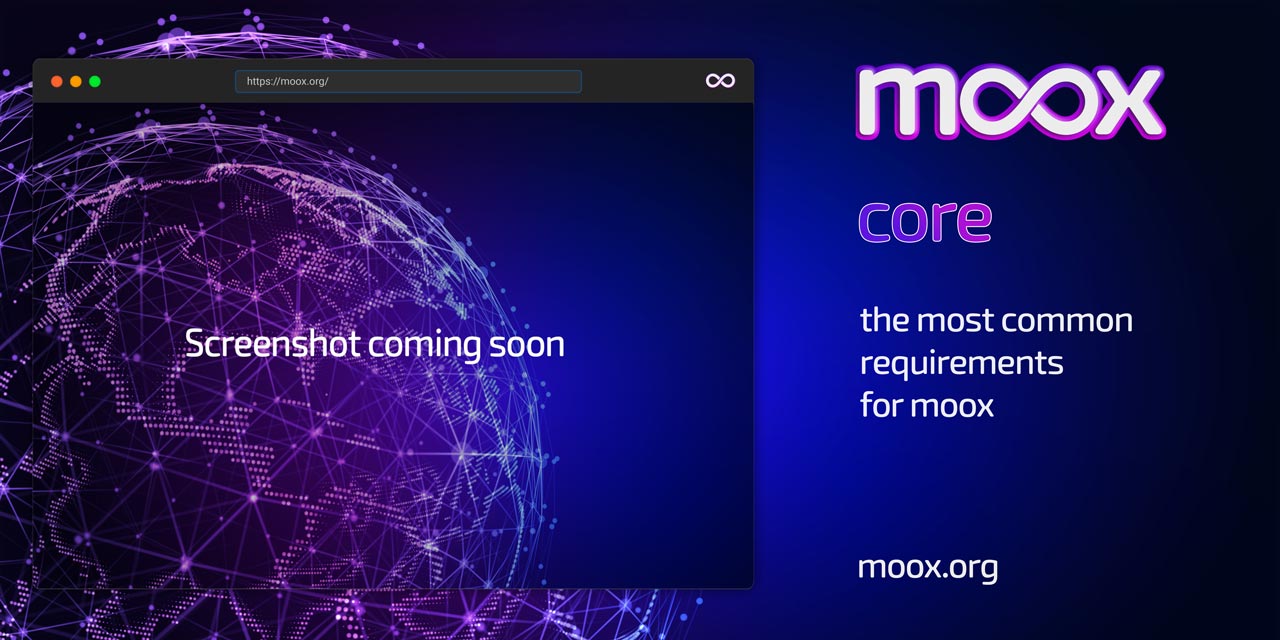 https://moox.org/
Screenshot coming soon
moox
core
the most common
requirements
for moox
moox.org